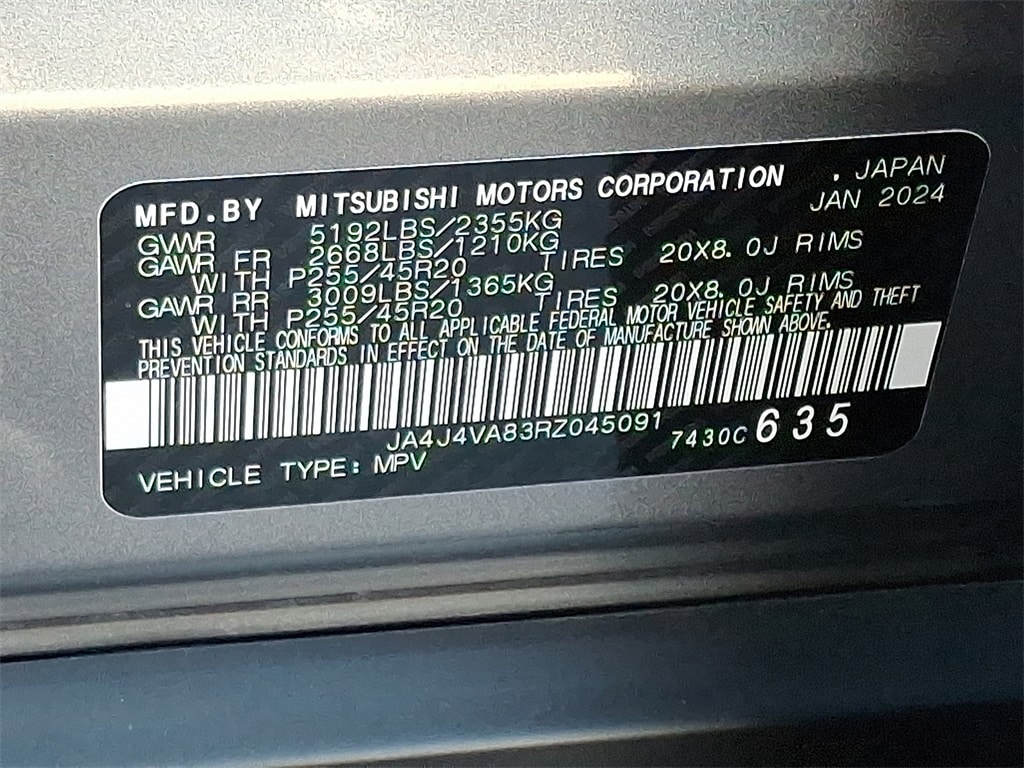 MFD.BY MITSUBISHI MOTORS CORPORATION . JAPAN
JAN 2024
GVWR 5192LBS/2355KG
GAWR FR 2668LBS/1210KG
WITH P255/45R20 TIRES 20X8.0J RIMS
GAWR RR 3009LBS/1365KG
WITH P255/45R20 TIRES 20X8.0J RIMS
THIS VEHICLE CONFORMS TO ALL APPLICABLE FEDERAL MOTOR VEHICLE SAFETY AND THEFT
PREVENTION STANDARDS IN EFFECT ON THE DATE OF MANUFACTURE SHOWN ABOVE.
JA4J4VA83RZ045091 7430C 635
VEHICLE TYPE: MPV